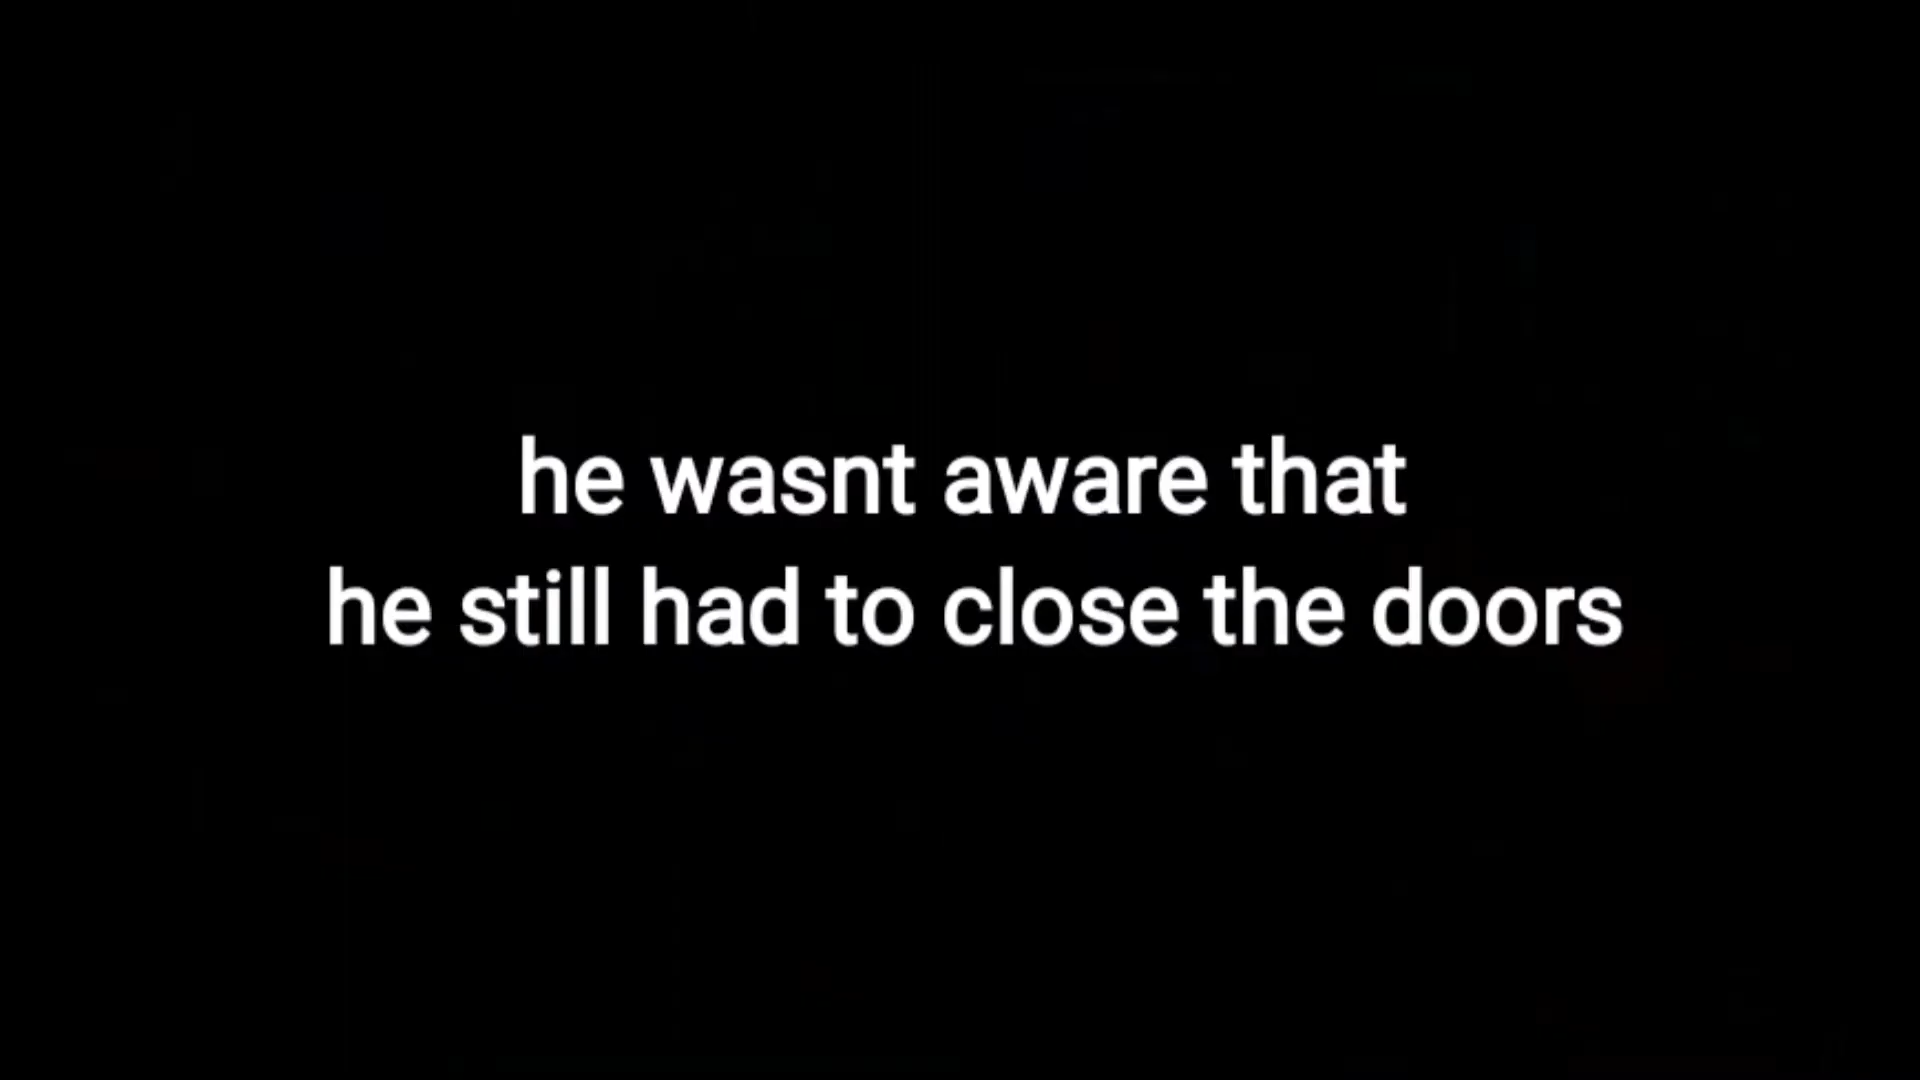 he wasnt aware that
he still had to close the doors